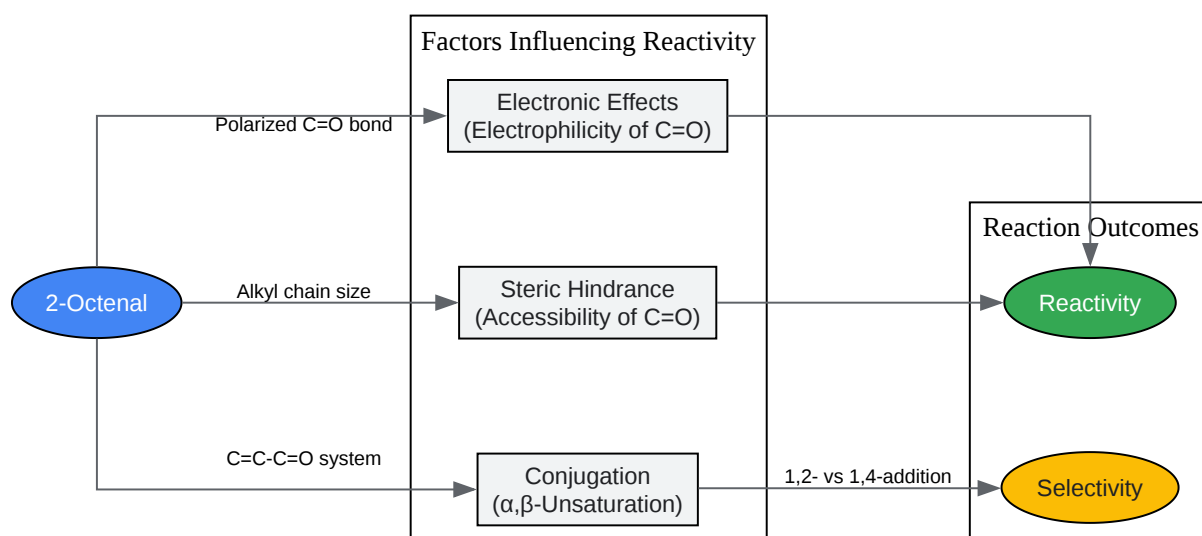 Factors Influencing Reactivity
Electronic Effects
(Electrophilicity of C=O)
Polarized C=O bond
Reaction Outcomes
2-Octenal
Alkyl chain size
Steric Hindrance
(Accessibility of C=O)
Reactivity
C=C-C=O system
Conjugation
(α,β-Unsaturation)
1,2- vs 1,4-addition
Selectivity